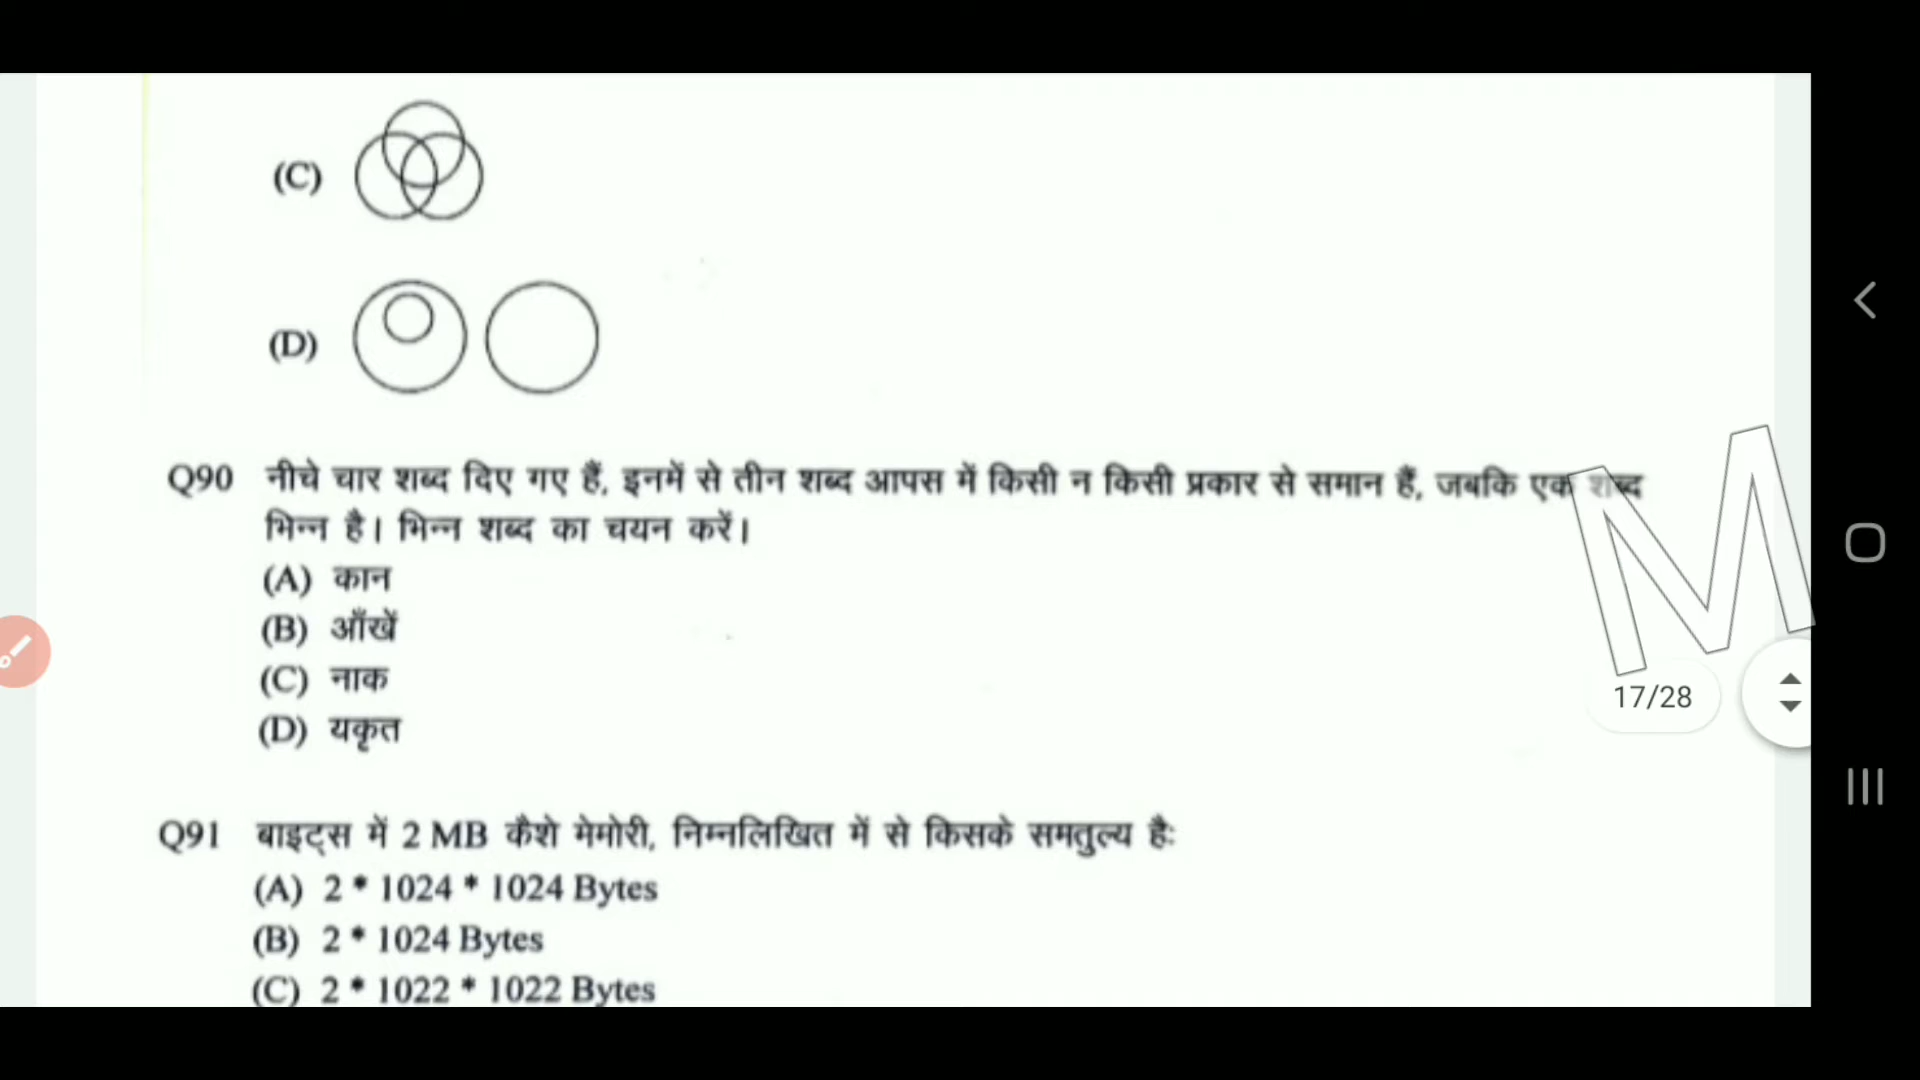 (C)
(D)
Q90 नीचे चार शब्द दिए गए हैं, इनमें से तीन शब्द आपस में किसी न किसी प्रकार से समान हैं, जबकि एक शब्द
भिन्न है। भिन्न शब्द का चयन करें।
(A) कान
(B) आँखें
(C) नाक
(D) यकृत
M
17/28
Q91 बाइट्स में 2 MB कैशे मेमोरी, निम्नलिखित में से किसके समतुल्य है:
(A) 2 * 1024 * 1024 Bytes
(B) 2 * 1024 Bytes
(C) 2 * 1022 * 1022 Bytes